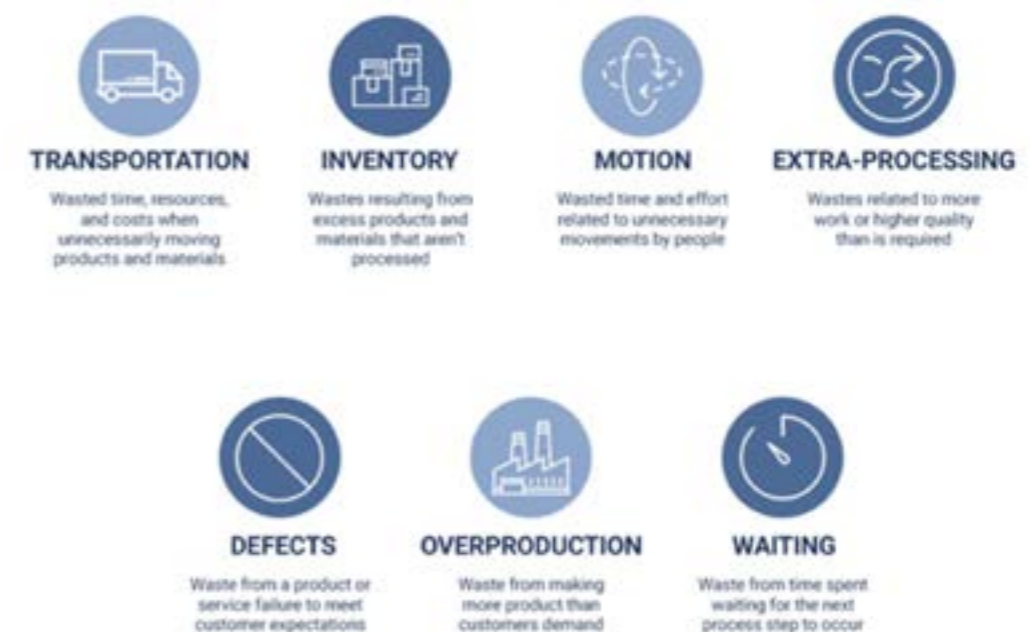 TRANSPORTATION
Wasted time, resources,
and costs when
unnecessarily moving
products and materials
INVENTORY
Wastes resulting from
excess products and
materials that aren't
processed
MOTION
Wasted time and effort
related to unnecessary
movements by people
EXTRA-PROCESSING
Wastes related to more
work or higher quality
than is required
DEFECTS
Waste from a product or
service failure to meet
customer expectations
OVERPRODUCTION
Waste from making
more product than
customers demand
WAITING
Waste from time spent
waiting for the next
process step to occur